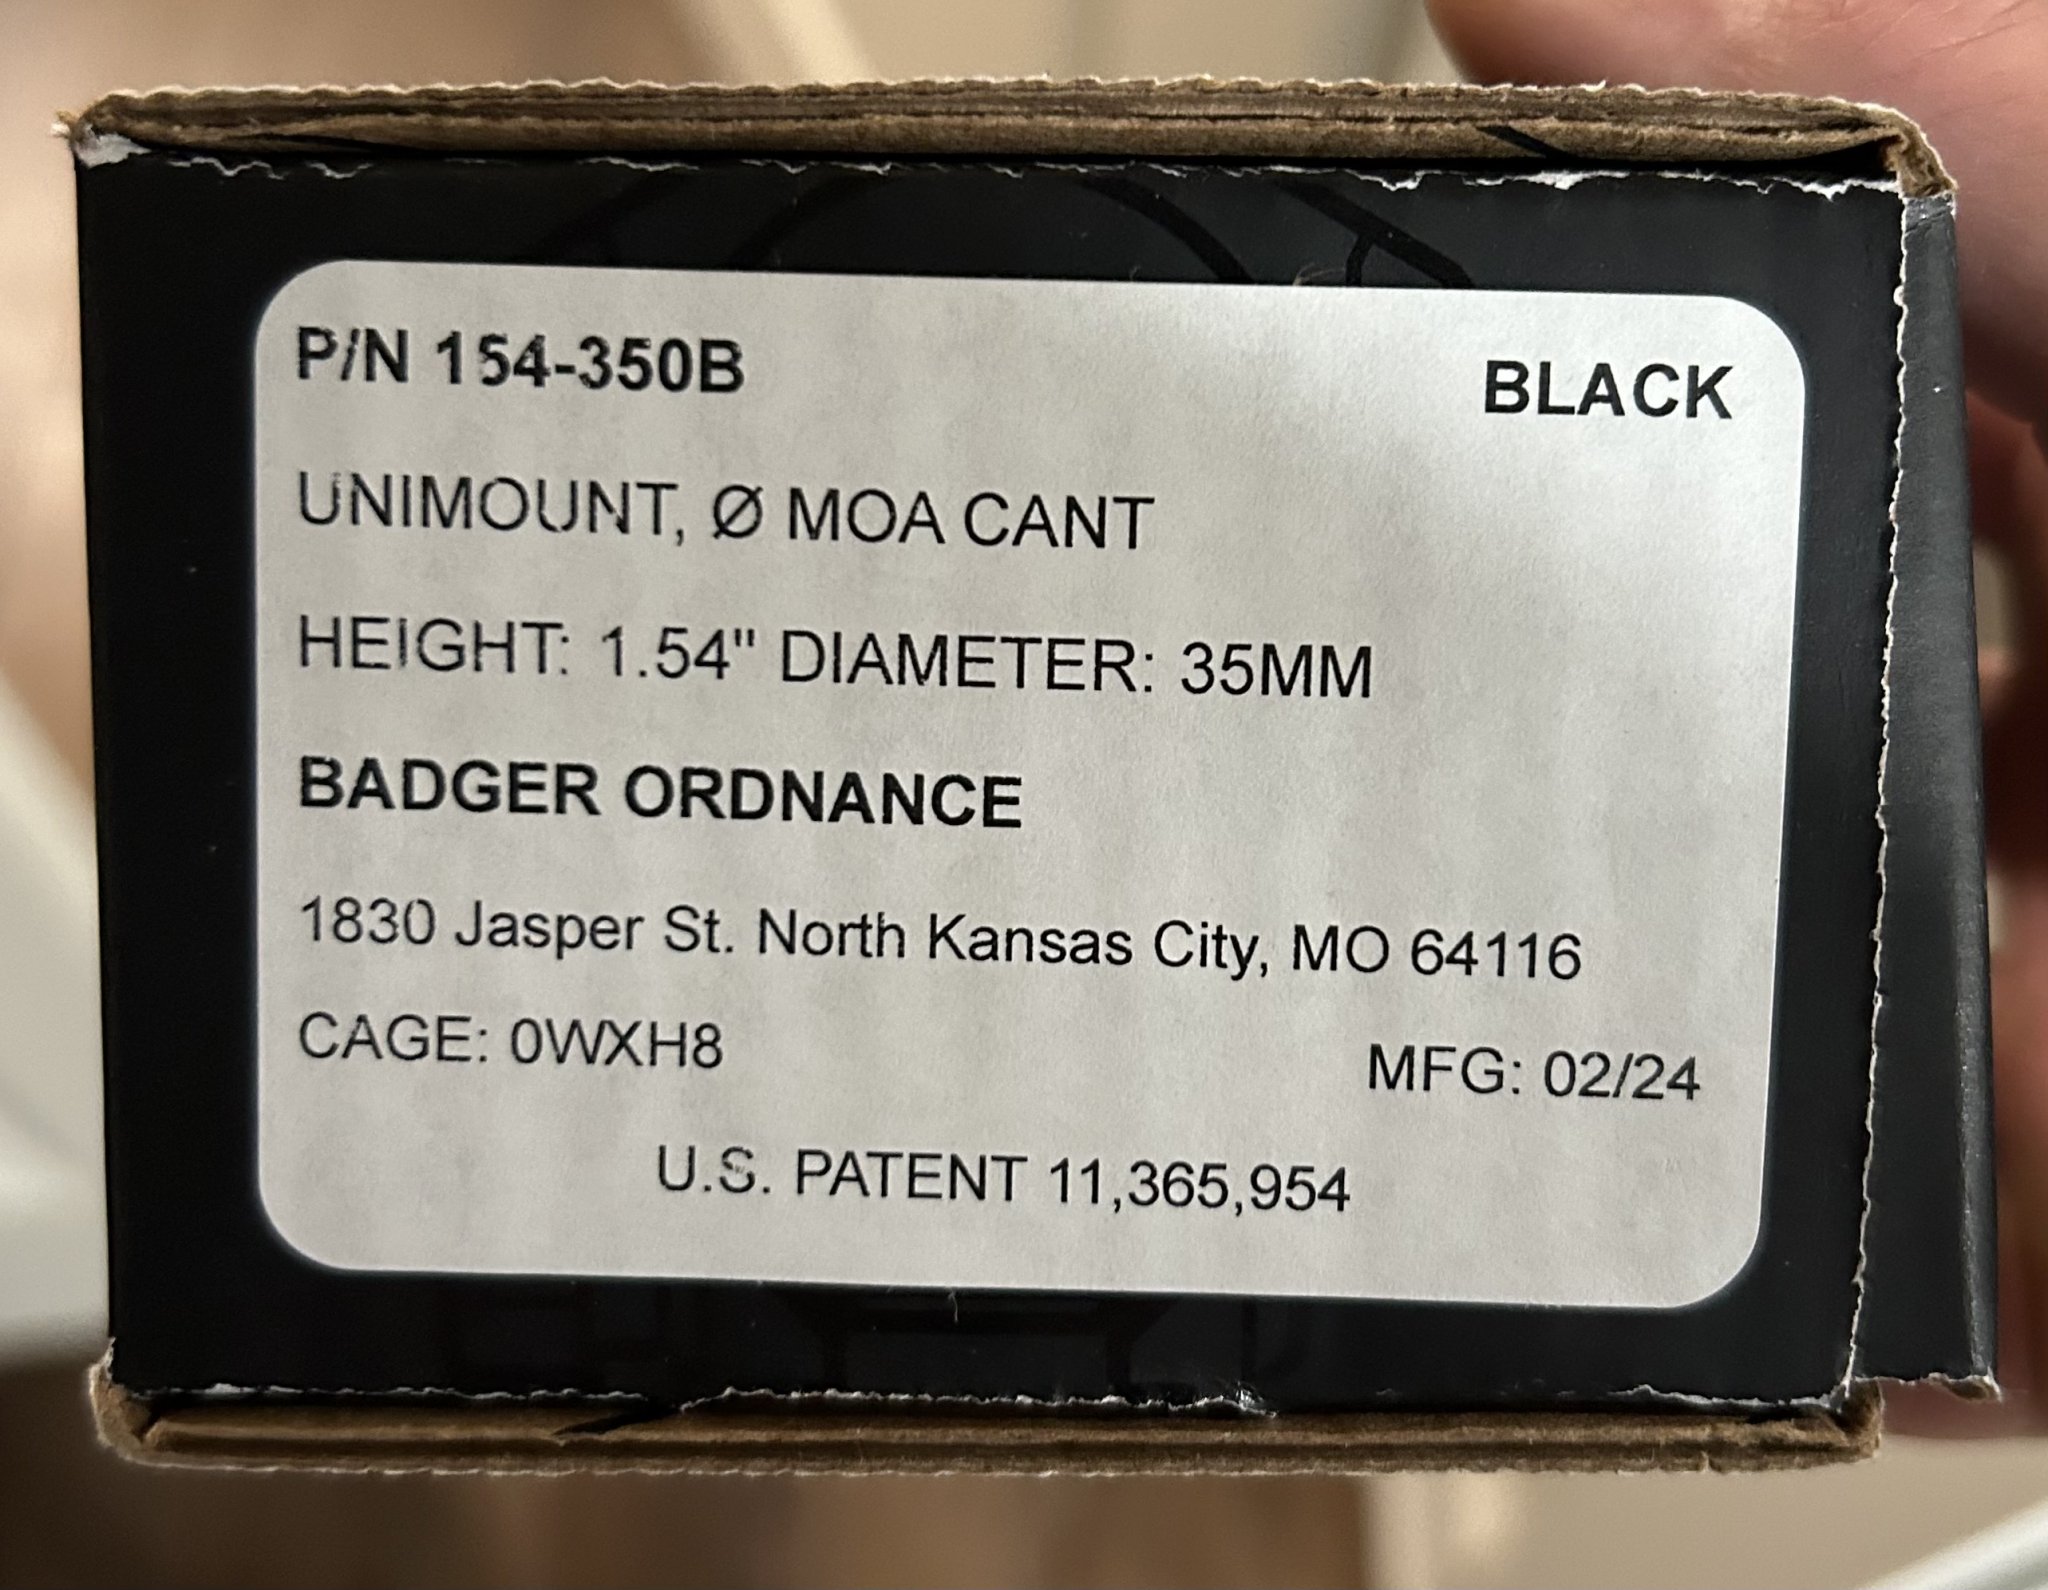 P/N 154-350B BLACK
UNIMOUNT, Ø MOA CANT
HEIGHT: 1.54" DIAMETER: 35MM
BADGER ORDNANCE
1830 Jasper St. North Kansas City, MO 64116
CAGE: 0WXH8 MFG: 02/24
U.S. PATENT 11,365,954